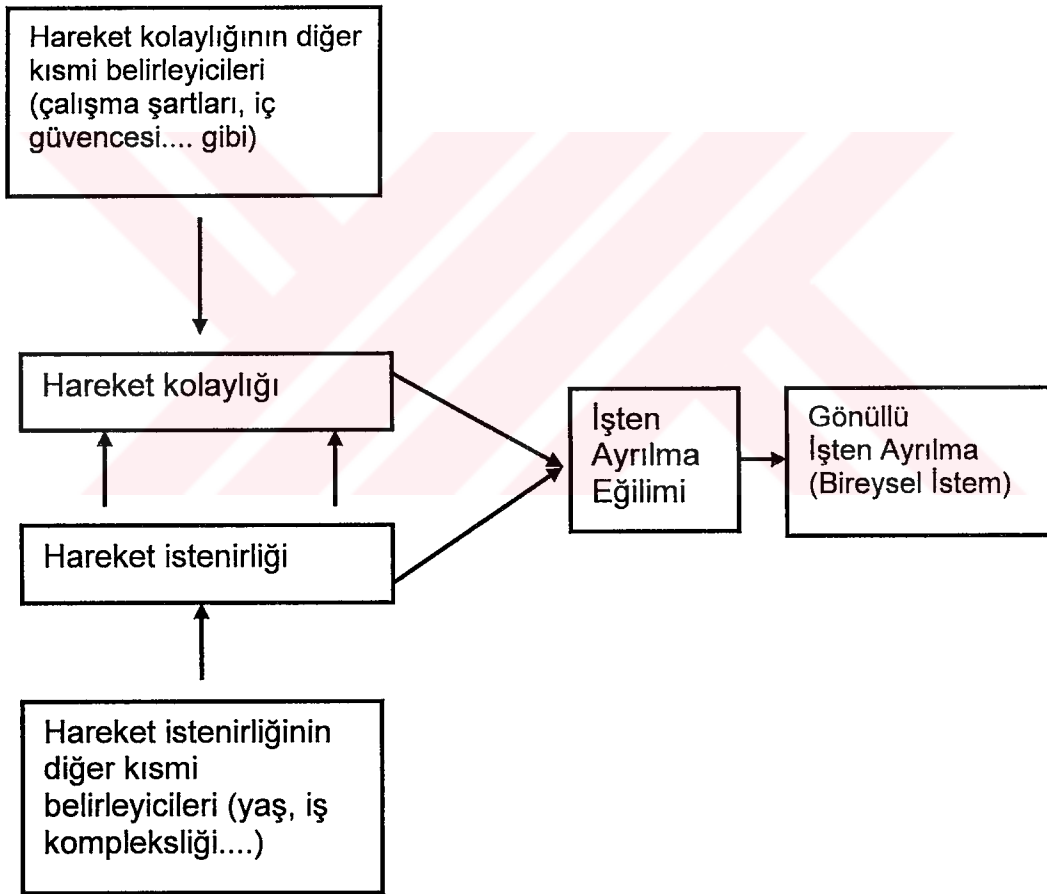 Hareket kolaylığının diğer
kısmi belirleyicileri
(çalışma şartları, iç
güvencesi.... gibi)
Hareket kolaylığı
Hareket istenirliği
Hareket istenirliğinin
diğer kısmi
belirleyicileri (yaş, iş
kompleksliği....)
İşten
Ayrılma
Eğilimi
Gönüllü
İşten Ayrılma
(Bireysel İstem)